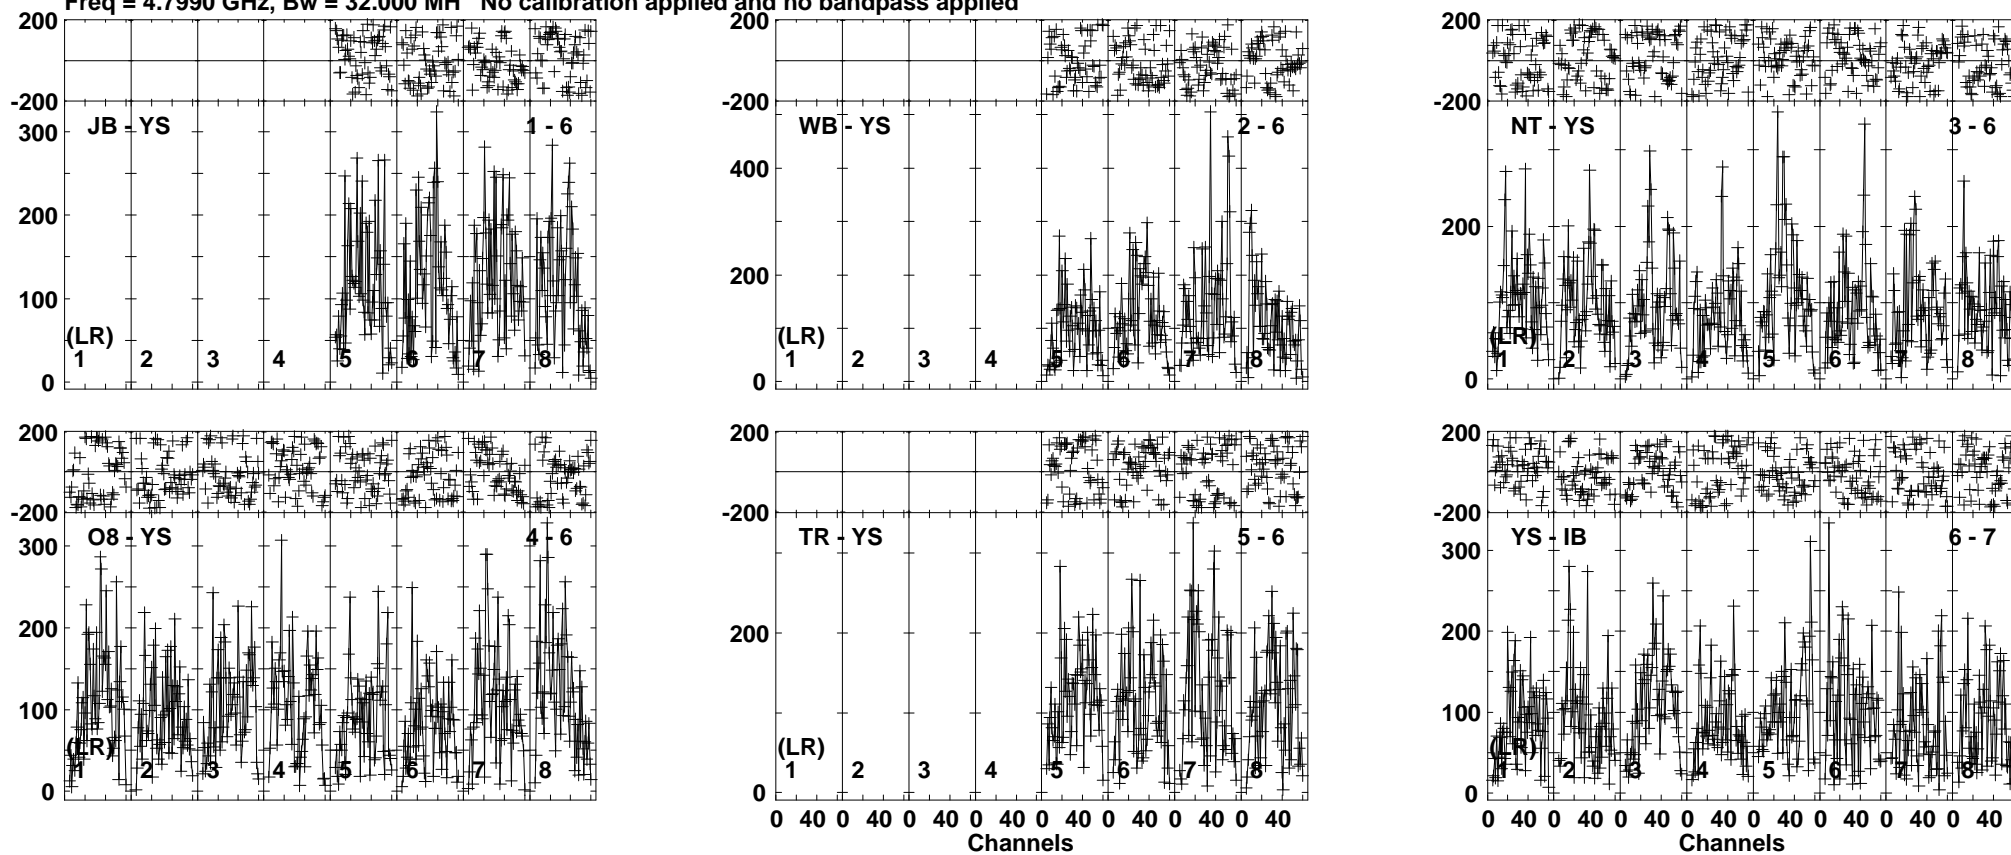 Freq = 4.7990 GHz, Bw = 32.000 MH No calibration applied and no bandpass applied
200
-200
JB - YS
1 - 6
300
200
100
0
(LR)
1 2 3 4 5 6 7 8
200
-200
WB - YS
2 - 6
400
200
0
(LR)
1 2 3 4 5 6 7 8
200
-200
NT - YS
3 - 6
200
0
(LR)
1 2 3 4 5 6 7 8
200
-200
O8 - YS
4 - 6
300
200
100
0
(LR)
1 2 3 4 5 6 7 8
200
-200
TR - YS
5 - 6
200
0
(LR)
1 2 3 4 5 6 7 8
0 40 0 40 0 40 0 40 0 40 0 40 0 40 0 40
Channels
200
-200
YS - IB
6 - 7
300
200
100
0
(LR)
1 2 3 4 5 6 7 8
0 40 0 40 0 40 0 40 0 40 0 40 0 40 0 40
Channels